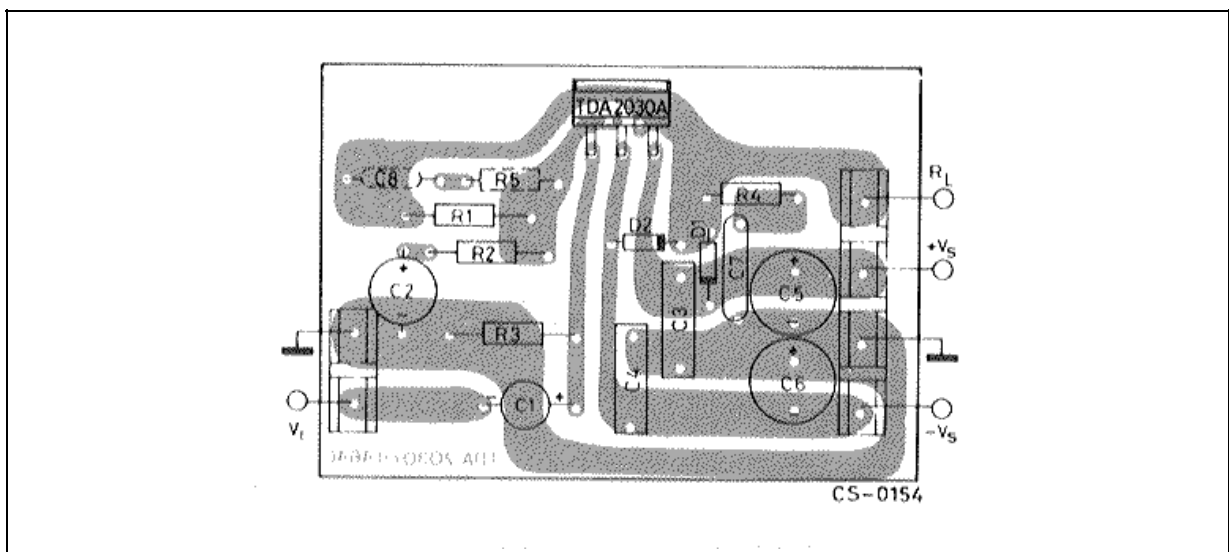 TDA2030A
C8
R5
R4
R L
R1
D2
D1
R2
C7
+VS
C2
C5
C3
R3
C4
C6
C1
Vi
-VS
CS-0154